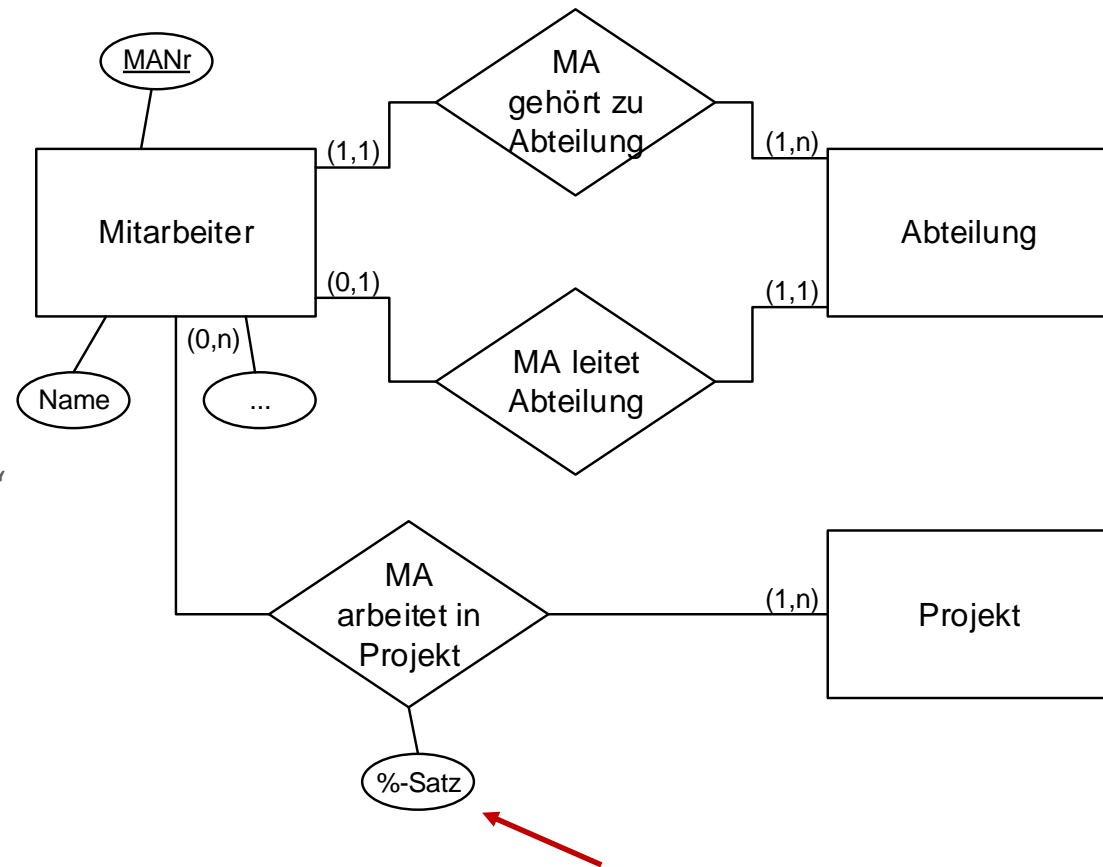 MANr
MA
gehört zu
Abteilung
(1,1)
(1,n)
Mitarbeiter
Abteilung
(0,1)
(1,1)
(0,n)
MA leitet
Abteilung
Name
...
MA
arbeitet in
Projekt
(1,n)
Projekt
%-Satz